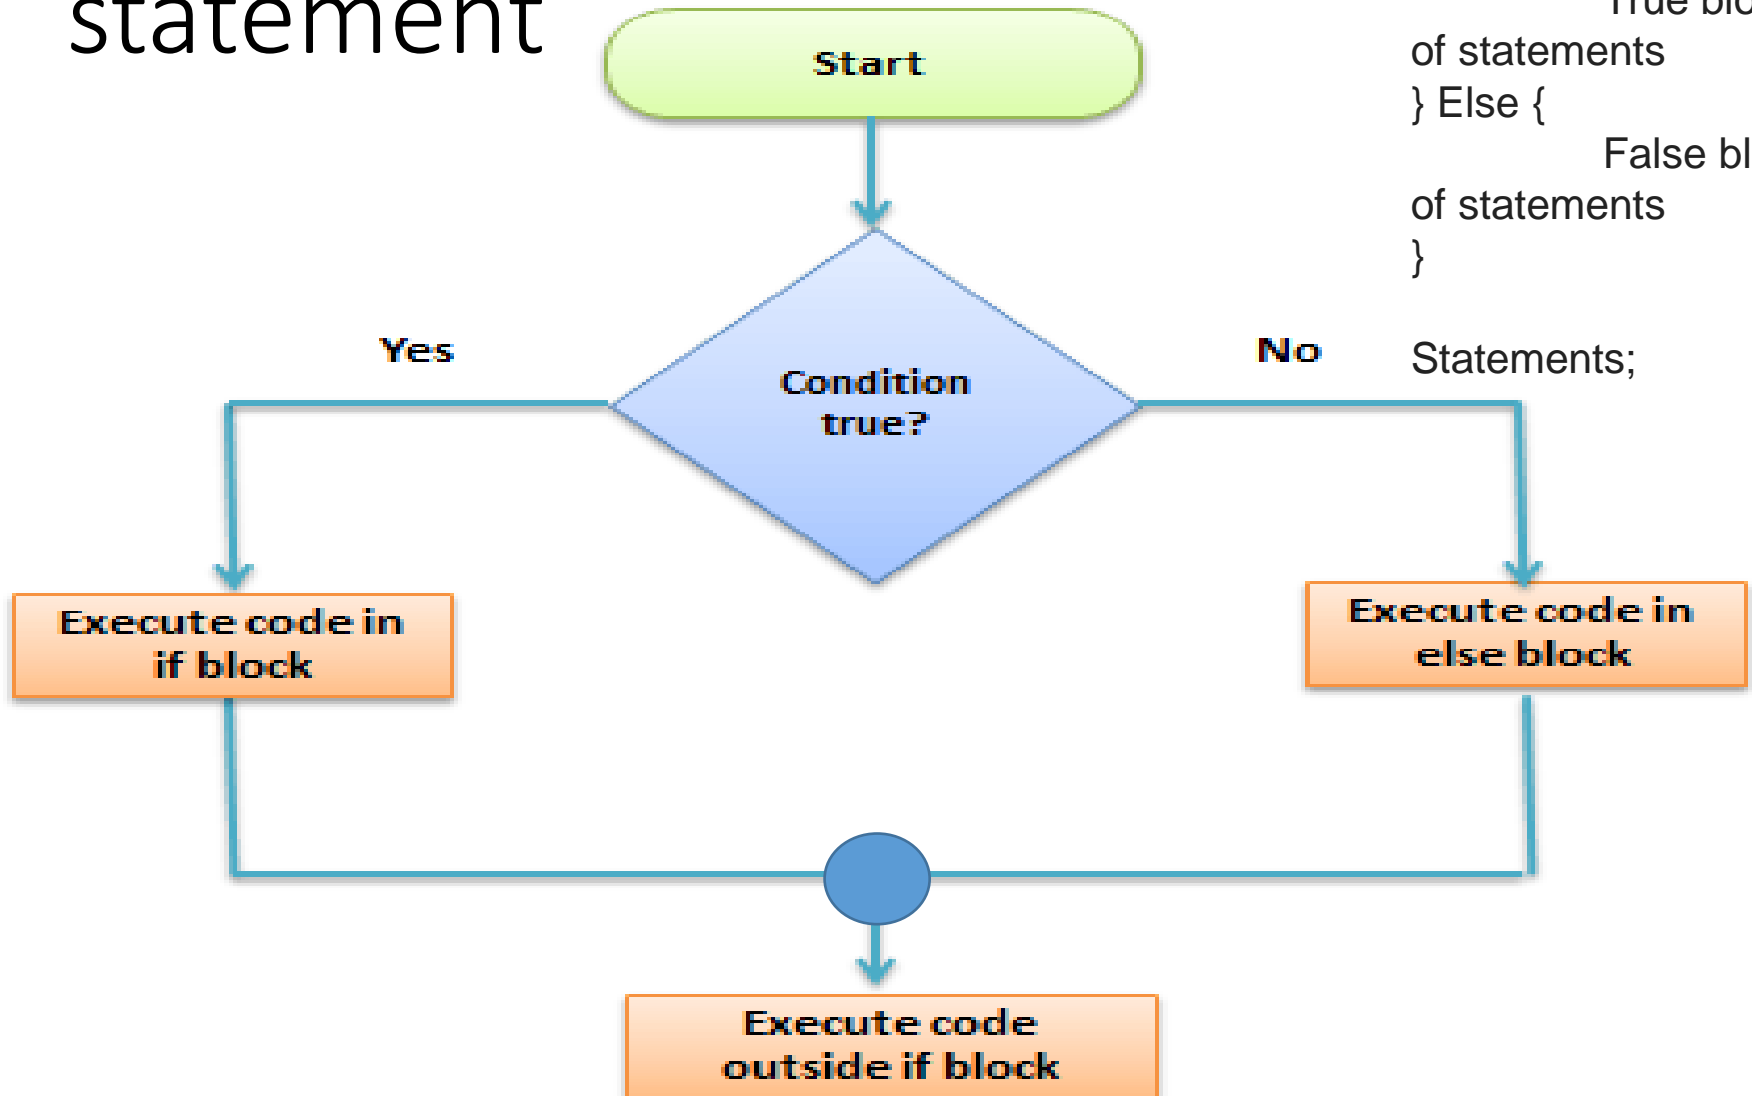 statement
of statements
} Else {
False
of statements
}
Statements;
Start
Yes
No
Condition
true?
Execute code in
if block
Execute code in
else block
Execute code
outside if block